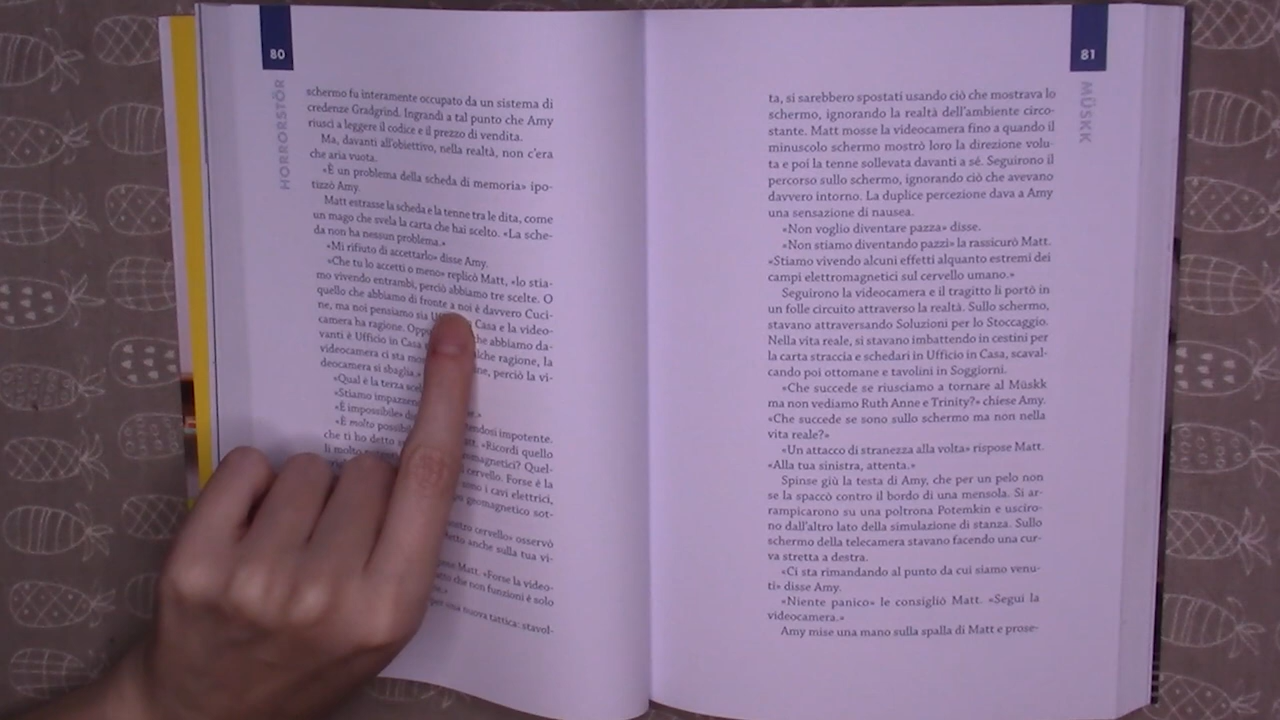 80
HORRORSTÖR
schermo fu interamente occupato da un sistema di
credenze Gradgrind. Ingrandì a tal punto che Amy
riuscì a leggere il codice e il prezzo di vendita.
Ma, davanti all'obiettivo, nella realtà, non c'era
che aria vuota.
«È un problema della scheda di memoria» ipo-
tizzò Amy.
Matt estrasse la scheda e la tenne tra le dita, come
un mago che svela la carta che hai scelto. «La sche-
da non ha nessun problema.»
«Mi rifiuto di accettarlo» disse Amy.
«Che tu lo accetti o meno» replicò Matt, «lo stia-
mo vivendo entrambi, perciò abbiamo tre scelte. O
quello che abbiamo di fronte a noi è davvero Cuci-
ne, ma noi pensiamo sia Casa e la video-
camera ha ragione. che abbiamo da-
vanti è Ufficio in Casa ragione, la
videocamera ci sta perciò la vi-
deocamera si sbaglia.»
«Qual è la terza
«Stiamo
«È impossibile» impotente.
«È molto «Ricordi quello
che ti ho detto Quel-
li molto cervello. Forse è la
sono i cavi elettrici,
geomagnetico sot-
cervello» osservò
anche sulla tua vi-
Matt. «Forse la video-
che non funzioni è solo
per una nuova tattica: stavol-
81
MÜSKK
ta, si sarebbero spostati usando ciò che mostrava lo
schermo, ignorando la realtà dell'ambiente circo-
stante. Matt mosse la videocamera fino a quando il
minuscolo schermo mostrò loro la direzione volu-
ta e poi la tenne sollevata davanti a sé. Seguirono il
percorso sullo schermo, ignorando ciò che avevano
davvero intorno. La duplice percezione dava a Amy
una sensazione di nausea.
«Non voglio diventare pazza» disse.
«Non stiamo diventando pazzi» la rassicurò Matt.
«Stiamo vivendo alcuni effetti alquanto estremi dei
campi elettromagnetici sul cervello umano.»
Seguirono la videocamera e il tragitto li portò in
un folle circuito attraverso la realtà. Sullo schermo,
stavano attraversando Soluzioni per lo Stoccaggio.
Nella vita reale, si stavano imbattendo in cestini per
la carta straccia e schedari in Ufficio in Casa, scaval-
cando poi ottomane e tavolini in Soggiorni.
«Che succede se riusciamo a tornare al Müskk
ma non vediamo Ruth Anne e Trinity?» chiese Amy.
«Che succede se sono sullo schermo ma non nella
vita reale?»
«Un attacco di stranezza alla volta» rispose Matt.
«Alla tua sinistra, attenta.»
Spinse giù la testa di Amy, che per un pelo non
se la spaccò contro il bordo di una mensola. Si ar-
rampicarono su una poltrona Potemkin e usciro-
no dall'altro lato della simulazione di stanza. Sullo
schermo della telecamera stavano facendo una cur-
va stretta a destra.
«Ci sta rimandando al punto da cui siamo venu-
ti» disse Amy.
«Niente panico» le consigliò Matt. «Segui la
videocamera.»
Amy mise una mano sulla spalla di Matt e prose-